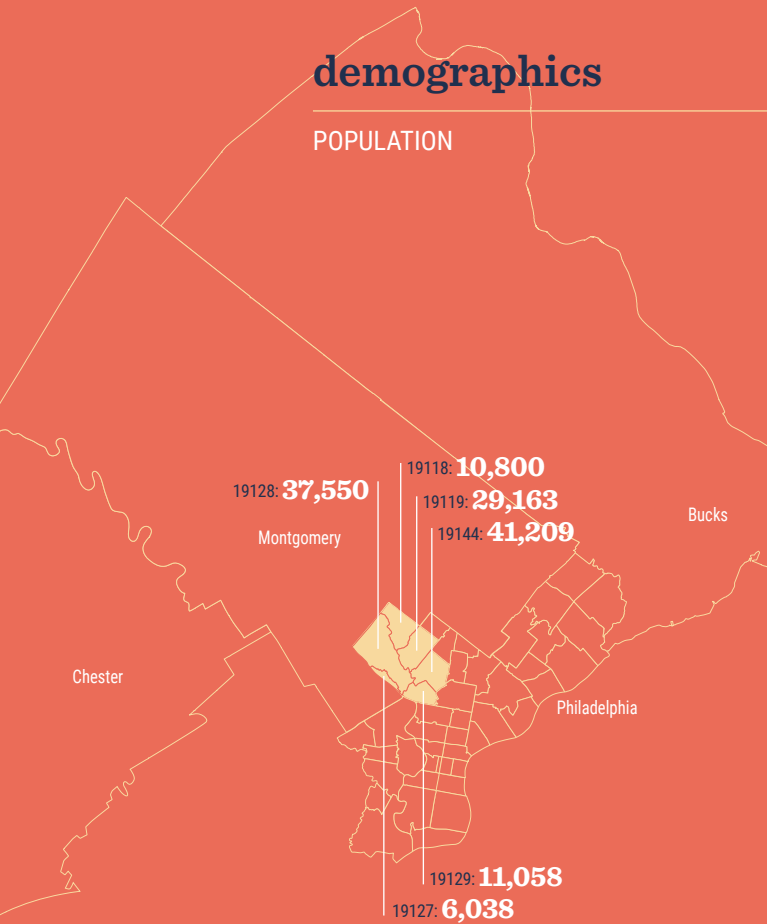 demographics
POPULATION
19118: 10,800
19128: 37,550
19119: 29,163
19144: 41,209
Montgomery
Bucks
Chester
Philadelphia
19129: 11,058
19127: 6,038